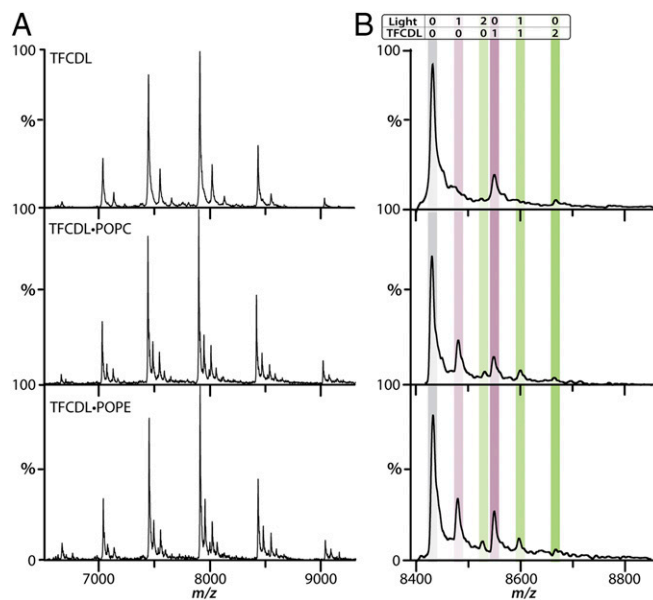 A
B
Light 0 1 2 0 1 0
TFCDL 0 0 0 1 1 2
100
TFCDL
%
100
TFCDL•POPC
%
100
TFCDL•POPE
%
0
7000 8000 9000
m/z
100
%
100
%
100
%
0
8400 8600 8800
m/z